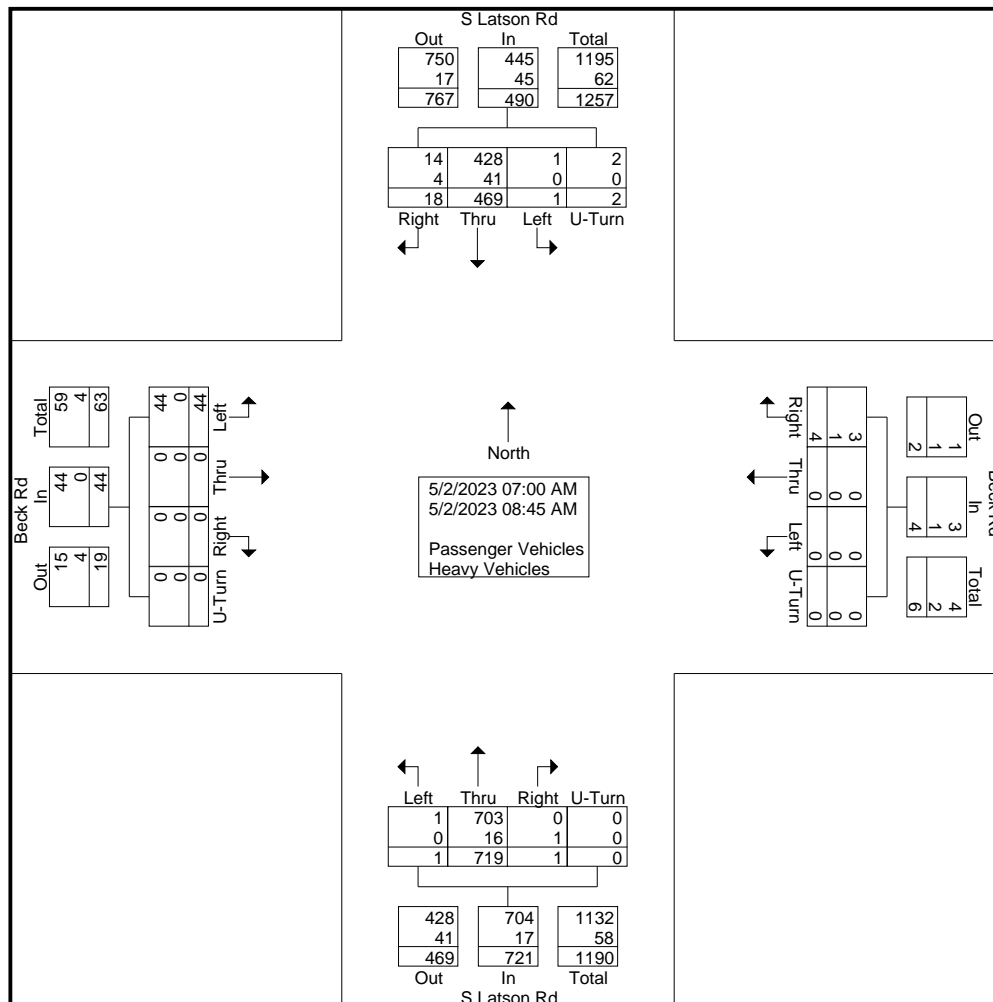 S Latson Rd
Out In Total
750 445 1195
17 45 62
767 490 1257
14 428 1 2
4 41 0 0
18 469 1 2
Right Thru Left U-Turn
Beck Rd
Total In Out
59 4 63
44 0 44
15 4 19
44 0 44 Left
0 0 0 Thru
0 0 0 Right
0 0 0 U-Turn
North
5/2/2023 07:00 AM
5/2/2023 08:45 AM
Passenger Vehicles
Heavy Vehicles
Right 3 1 4
Thru 0 0 0
Left 0 0 0
U-Turn 0 0 0
Out In Total
1 1 2
3 1 4
4 2 6
Beck Rd
Left Thru Right U-Turn
1 703 0 0
0 16 1 0
1 719 1 0
428 704 1132
41 17 58
469 721 1190
Out In Total
S Latson Rd